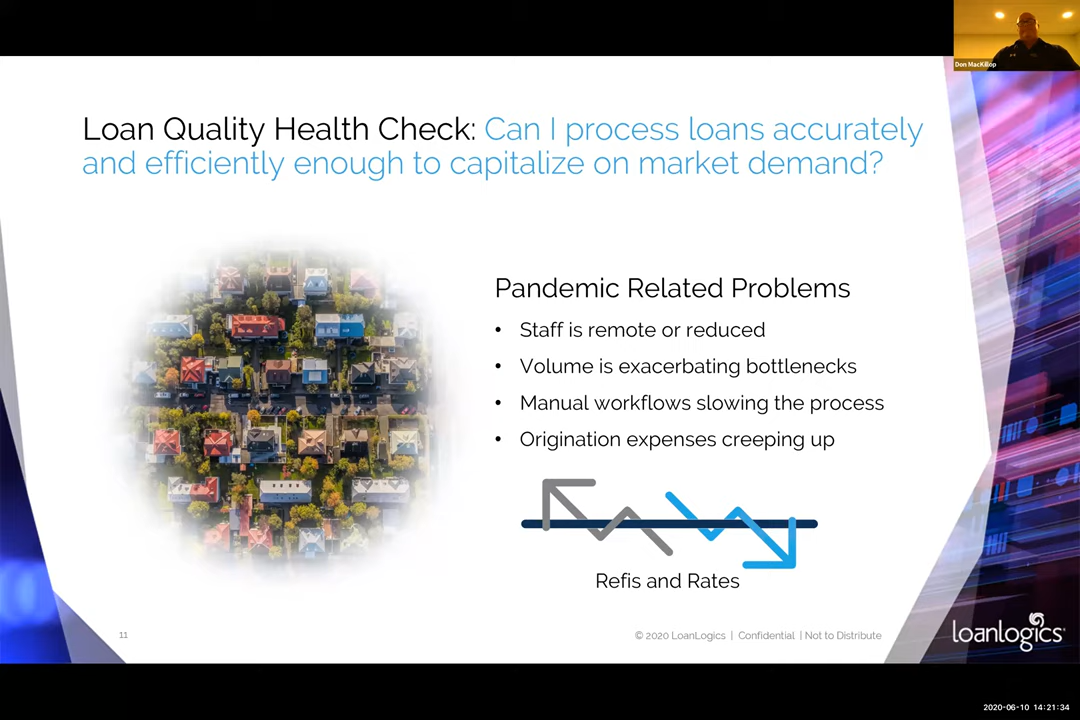 Don MacKillop
Loan Quality Health Check: Can I process loans accurately
and efficiently enough to capitalize on market demand?
Pandemic Related Problems
• Staff is remote or reduced
• Volume is exacerbating bottlenecks
• Manual workflows slowing the process
• Origination expenses creeping up
Refis and Rates
11
© 2020 LoanLogics | Confidential | Not to Distribute
loanlogics
2020-06-10 14:21:34